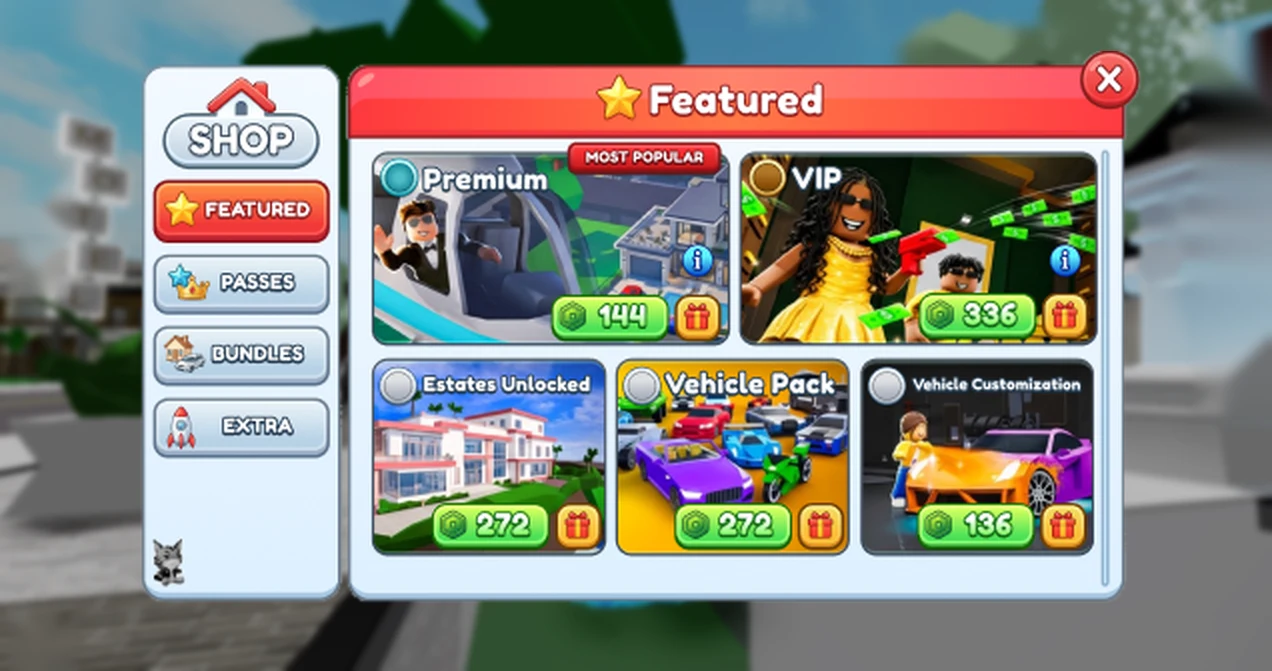 SHOP
FEATURED
PASSES
BUNDLES
EXTRA
Featured
MOST POPULAR
Premium
144
VIP
336
Estates Unlocked
272
Vehicle Pack
272
Vehicle Customization
136